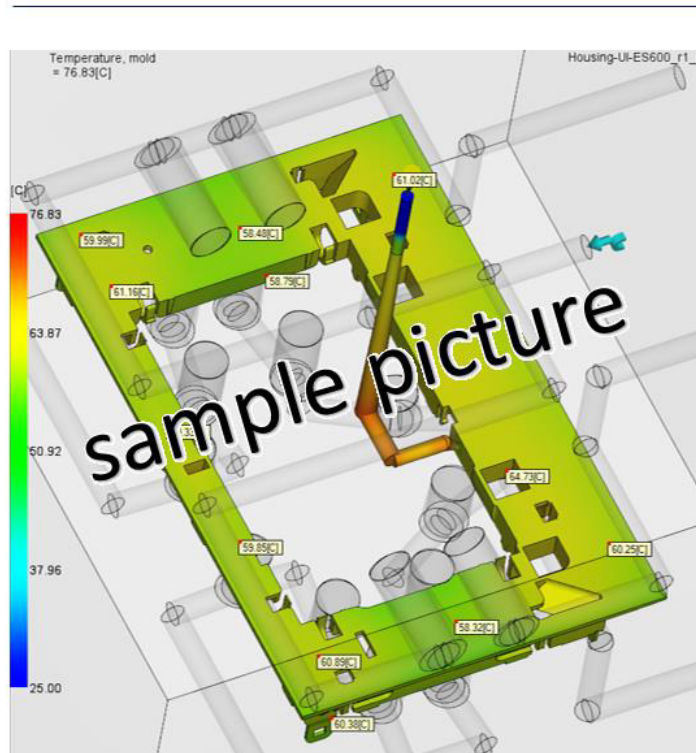 Temperature, mold
= 76.83[C]
Housing-UI-ES600_r1_
[C]
76.83
63.87
50.92
37.96
25.00
61.02[C]
59.99[C]
58.48[C]
58.79[C]
61.16[C]
sample picture
64.73[C]
59.85[C]
60.25[C]
58.32[C]
60.89[C]
60.38[C]